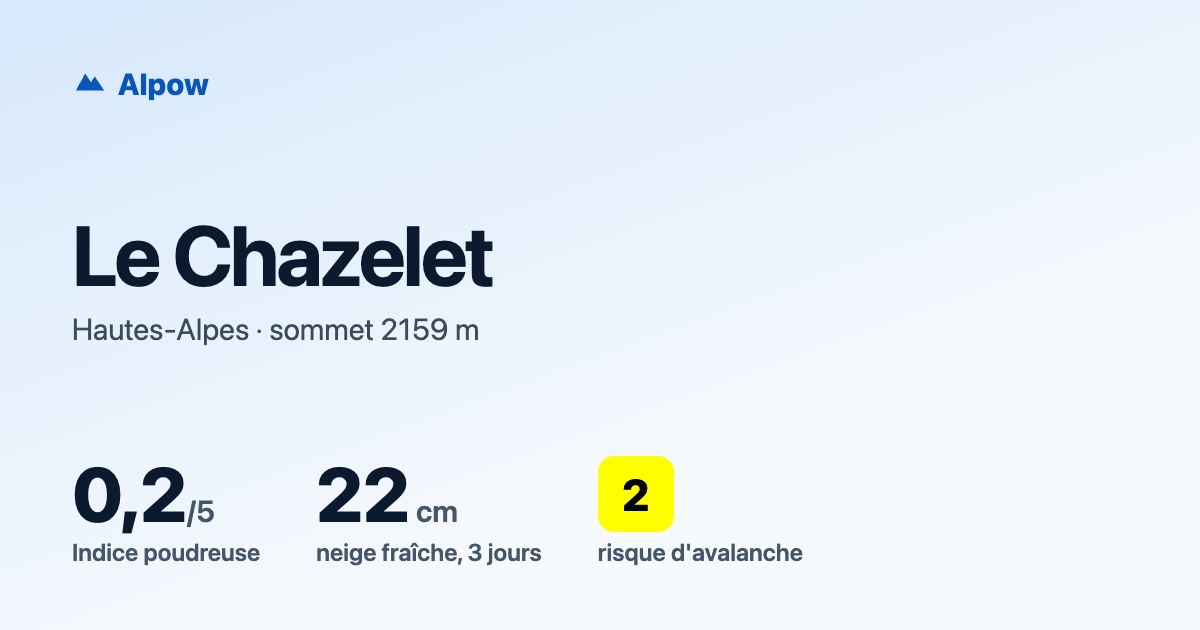 Alpow
Le Chazelet
Hautes-Alpes · sommet 2159 m
0,2/5
Indice poudreuse
22 cm
neige fraîche, 3 jours
2
risque d'avalanche